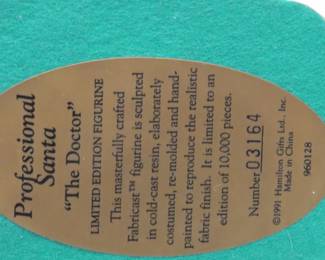 Professional
Santa
"The Doctor"
LIMITED EDITION FIGURINE
This masterfully crafted
Fabricast™ figurine is sculpted
in cold-cast resin, elaborately
costumed, re-molded and hand-
painted to reproduce the realistic
fabric finish. It is limited to an
edition of 10,000 pieces.
Number 03164
©1991 Hamilton Gifts Ltd., Inc.
Made in China
960128